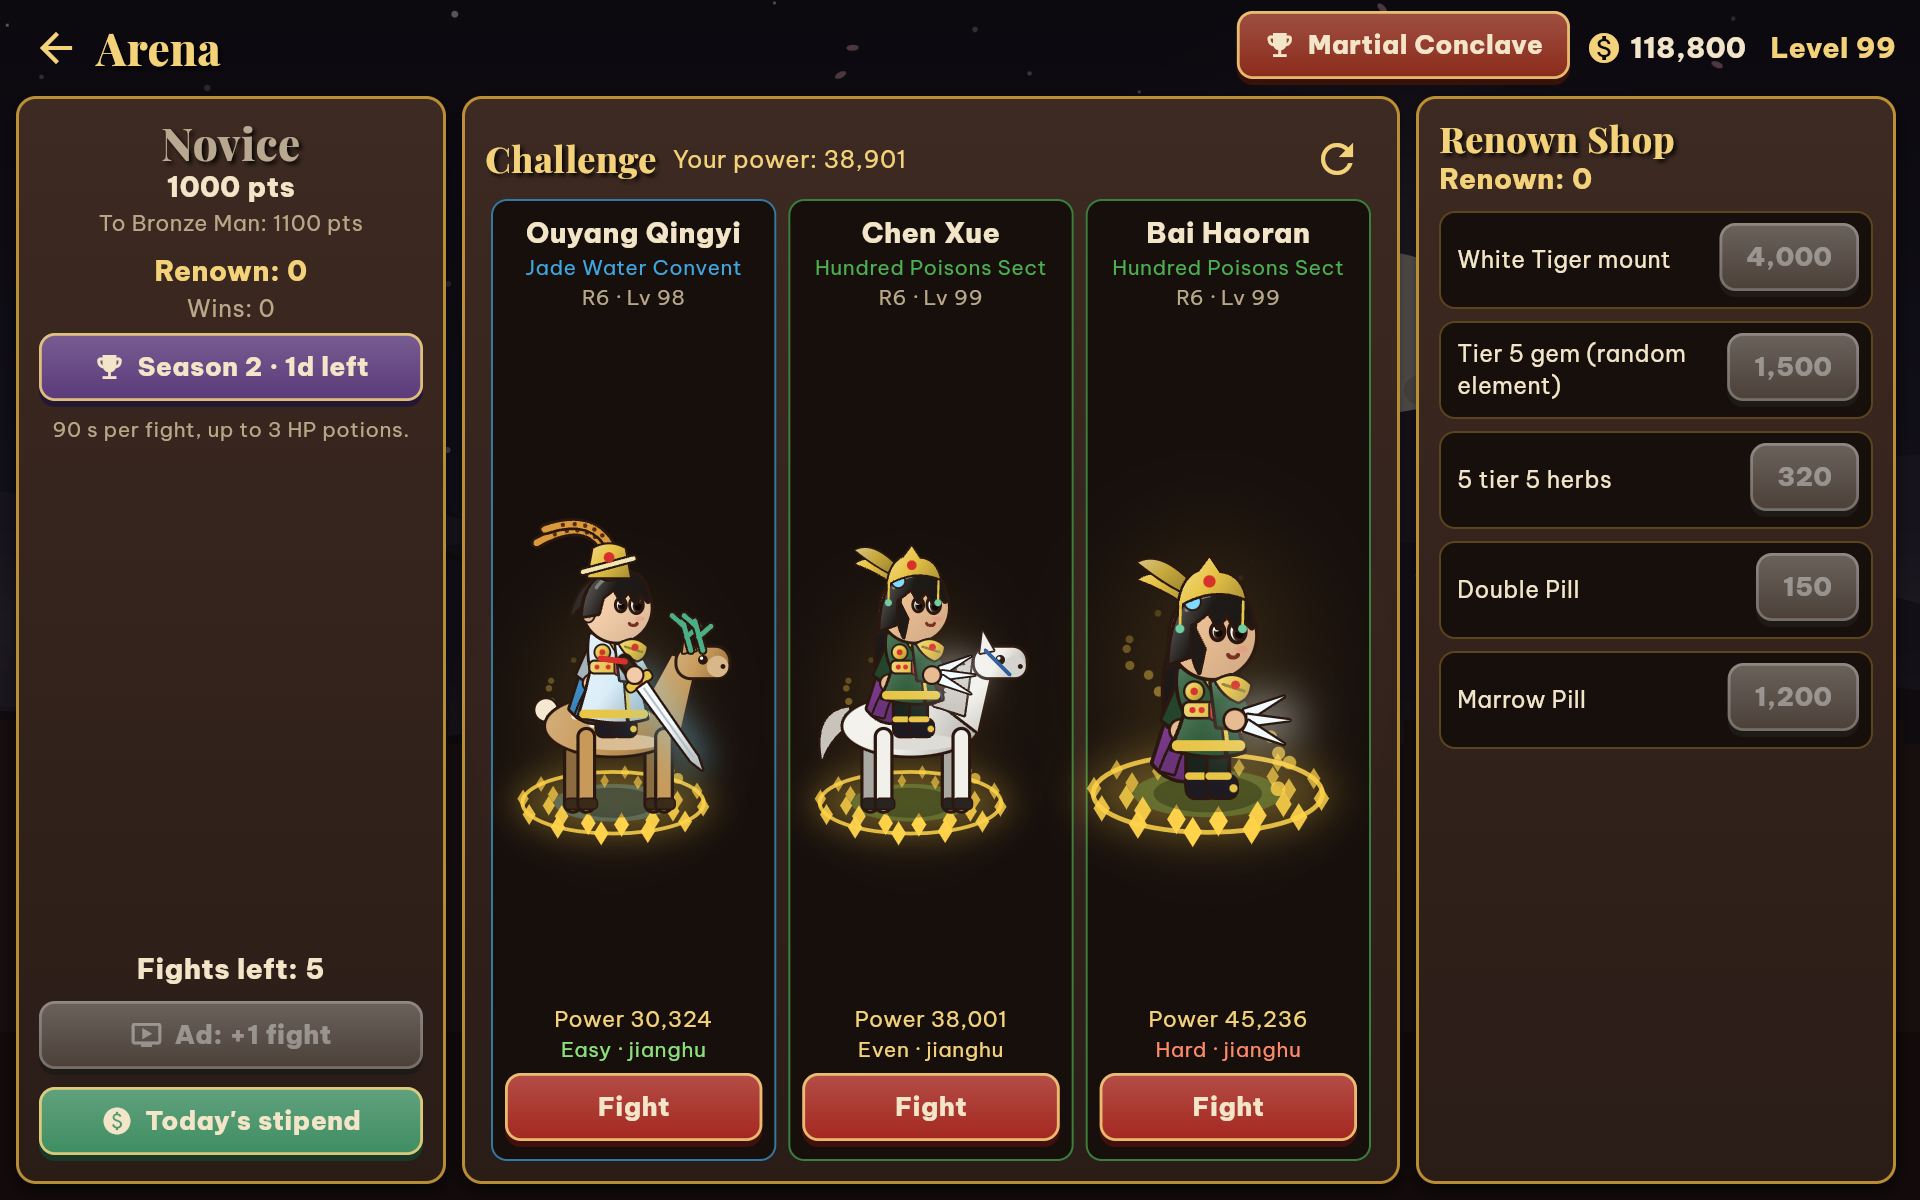 Arena
Martial Conclave
118,800
Level 99
Novice
1000 pts
To Bronze Man: 1100 pts
Renown: 0
Wins: 0
Season 2 · 1d left
90 s per fight, up to 3 HP potions.
Fights left: 5
Ad: +1 fight
Today's stipend
Challenge
Your power: 38,901
Ouyang Qingyi
Jade Water Convent
R6 · Lv 98
Power 30,324
Easy · jianghu
Fight
Chen Xue
Hundred Poisons Sect
R6 · Lv 99
Power 38,001
Even · jianghu
Fight
Bai Haoran
Hundred Poisons Sect
R6 · Lv 99
Power 45,236
Hard · jianghu
Fight
Renown Shop
Renown: 0
White Tiger mount
4,000
Tier 5 gem (random
element)
1,500
5 tier 5 herbs
320
Double Pill
150
Marrow Pill
1,200